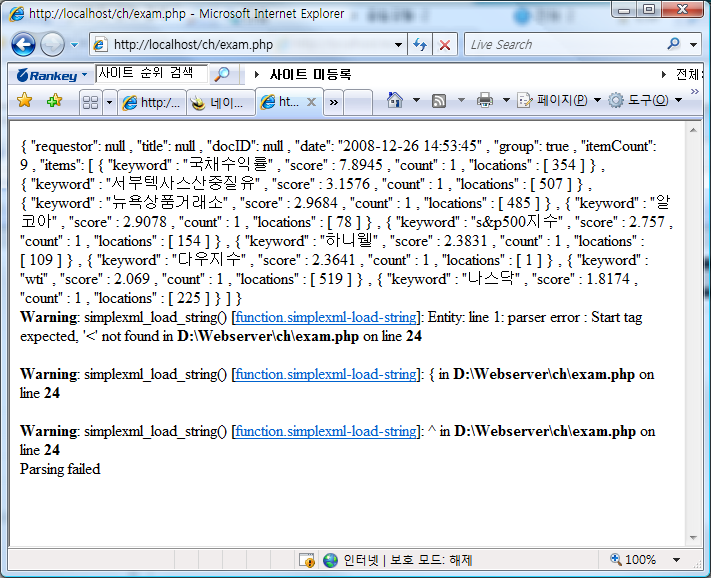 http://localhost/ch/exam.php - Microsoft Internet Explorer
http://localhost/ch/exam.php
Live Search
Rankey
사이트 순위 검색
사이트 미등록
전체
http:/...
네이...
ht...
페이지(P)
도구(O)
{ "requestor": null , "title": null , "docID": null , "date": "2008-12-26 14:53:45" , "group": true , "itemCount":
9 , "items": [ { "keyword" : "국채수익률" , "score" : 7.8945 , "count" : 1 , "locations" : [ 354 ] } ,
{ "keyword" : "서부텍사스산중질유" , "score" : 3.1576 , "count" : 1 , "locations" : [ 507 ] } ,
{ "keyword" : "뉴욕상품거래소" , "score" : 2.9684 , "count" : 1 , "locations" : [ 485 ] } , { "keyword" : "알
코아" , "score" : 2.9078 , "count" : 1 , "locations" : [ 78 ] } , { "keyword" : "s&p500지수" , "score" : 2.757 ,
"count" : 1 , "locations" : [ 154 ] } , { "keyword" : "하니웰" , "score" : 2.3831 , "count" : 1 , "locations" :
[ 109 ] } , { "keyword" : "다우지수" , "score" : 2.3641 , "count" : 1 , "locations" : [ 1 ] } , { "keyword" :
"wti" , "score" : 2.069 , "count" : 1 , "locations" : [ 519 ] } , { "keyword" : "나스닥" , "score" : 1.8174 ,
"count" : 1 , "locations" : [ 225 ] } ] }
Warning: simplexml_load_string() [function.simplexml-load-string]: Entity: line 1: parser error : Start tag
expected, '<' not found in D:\Webserver\ch\exam.php on line 24
Warning: simplexml_load_string() [function.simplexml-load-string]: { in D:\Webserver\ch\exam.php on
line 24
Warning: simplexml_load_string() [function.simplexml-load-string]: ^ in D:\Webserver\ch\exam.php on
line 24
Parsing failed
인터넷 | 보호 모드: 해제
100%